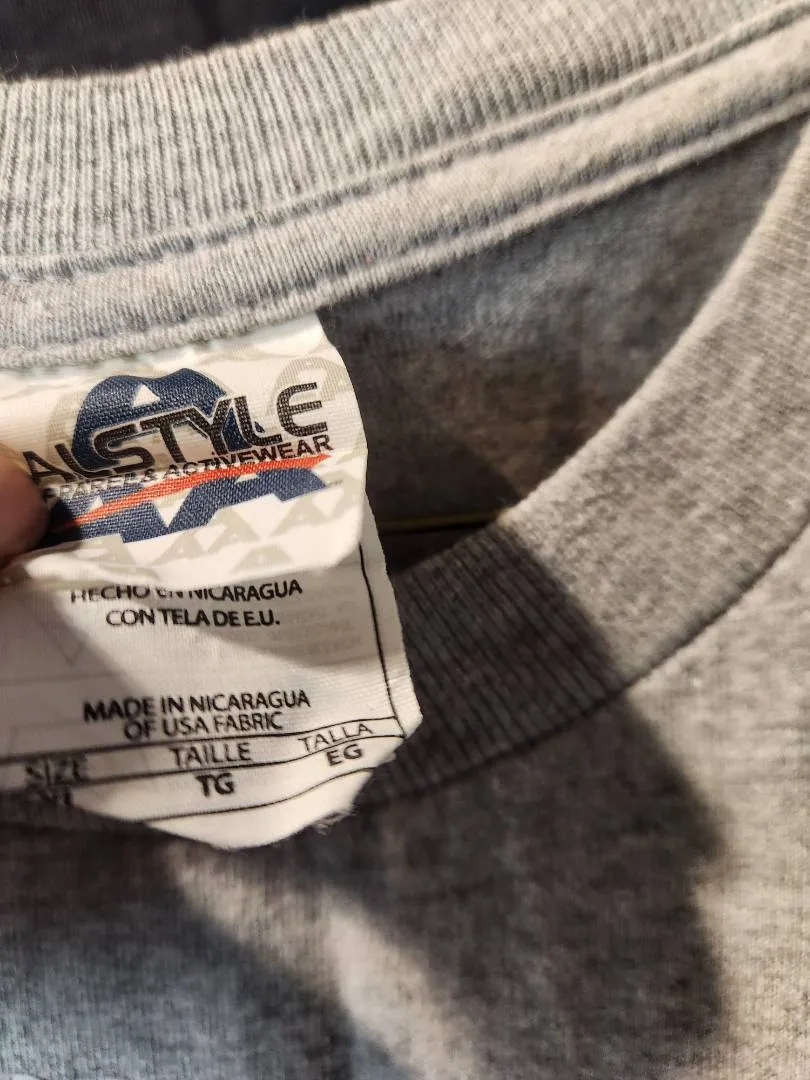 ALSTYLE
APPAREL & ACTIVEWEAR
HECHO EN NICARAGUA
CON TELA DE E.U.
MADE IN NICARAGUA
OF USA FABRIC
SIZE TAILLE TALLA
XL TG EG